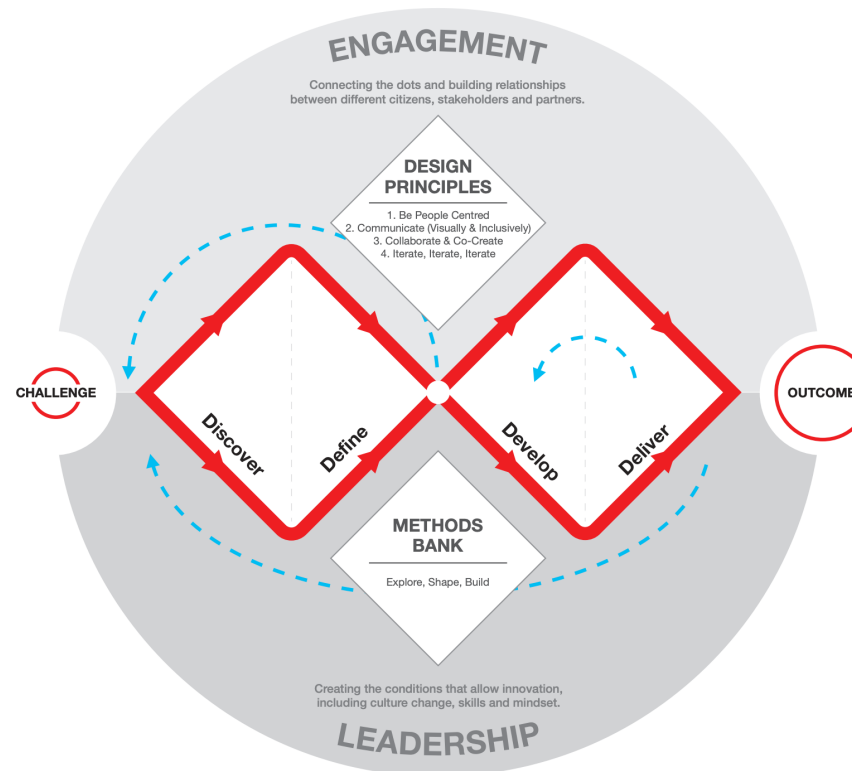 ENGAGEMENT
Connecting the dots and building relationships
between different citizens, stakeholders and partners.
DESIGN
PRINCIPLES
1. Be People Centred
2. Communicate (Visually & Inclusively)
3. Collaborate & Co-Create
4. Iterate, Iterate, Iterate
CHALLENGE
OUTCOME
Discover
Define
Develop
Deliver
METHODS
BANK
Explore, Shape, Build
Creating the conditions that allow innovation,
including culture change, skills and mindset.
LEADERSHIP